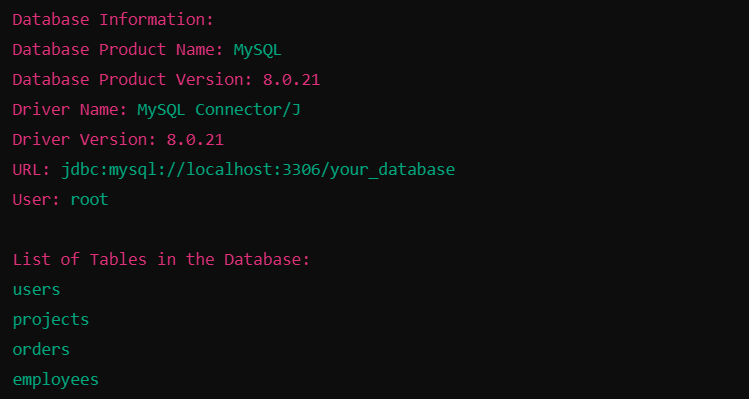 Database Information:
Database Product Name: MySQL
Database Product Version: 8.0.21
Driver Name: MySQL Connector/J
Driver Version: 8.0.21
URL: jdbc:mysql://localhost:3306/your_database
User: root
List of Tables in the Database:
users
projects
orders
employees